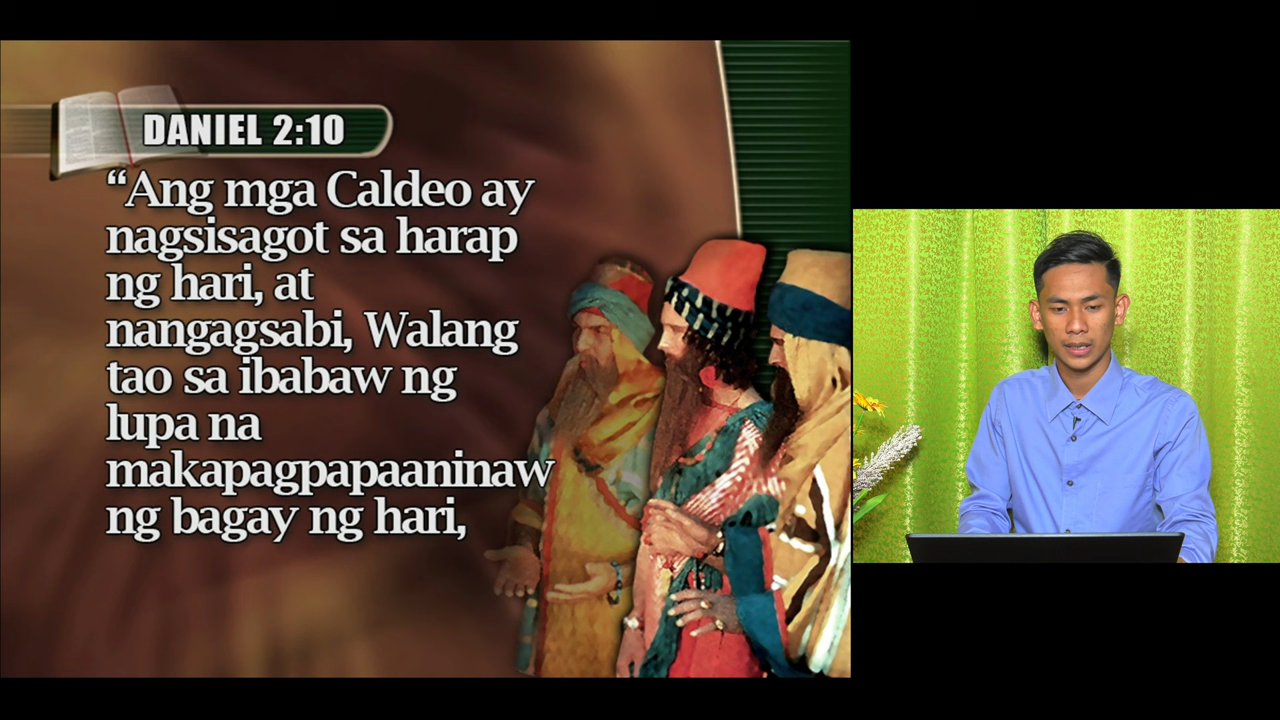 DANIEL 2:10
“Ang mga Caldeo ay
nagsisagot sa harap
ng hari, at
nangagsabi, Walang
tao sa ibabaw ng
lupa na
makapagpapaaninaw
ng bagay ng hari,